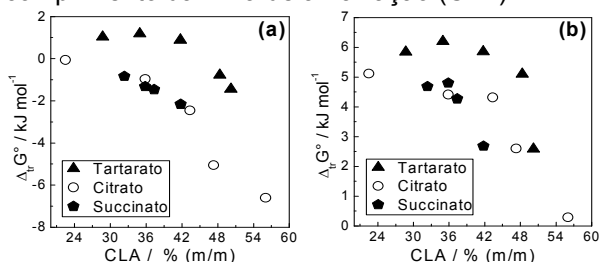 (a)
2
0
-2
-4
-6
-8
Δtr G° / kJ mol-1
Tartarato
Citrato
Succinato
24 30 36 42 48 54 60
CLA / % (m/m)
(b)
7
6
5
4
3
2
1
0
Δtr G° / kJ mol-1
Tartarato
Citrato
Succinato
24 30 36 42 48 54 60
CLA / % (m/m)